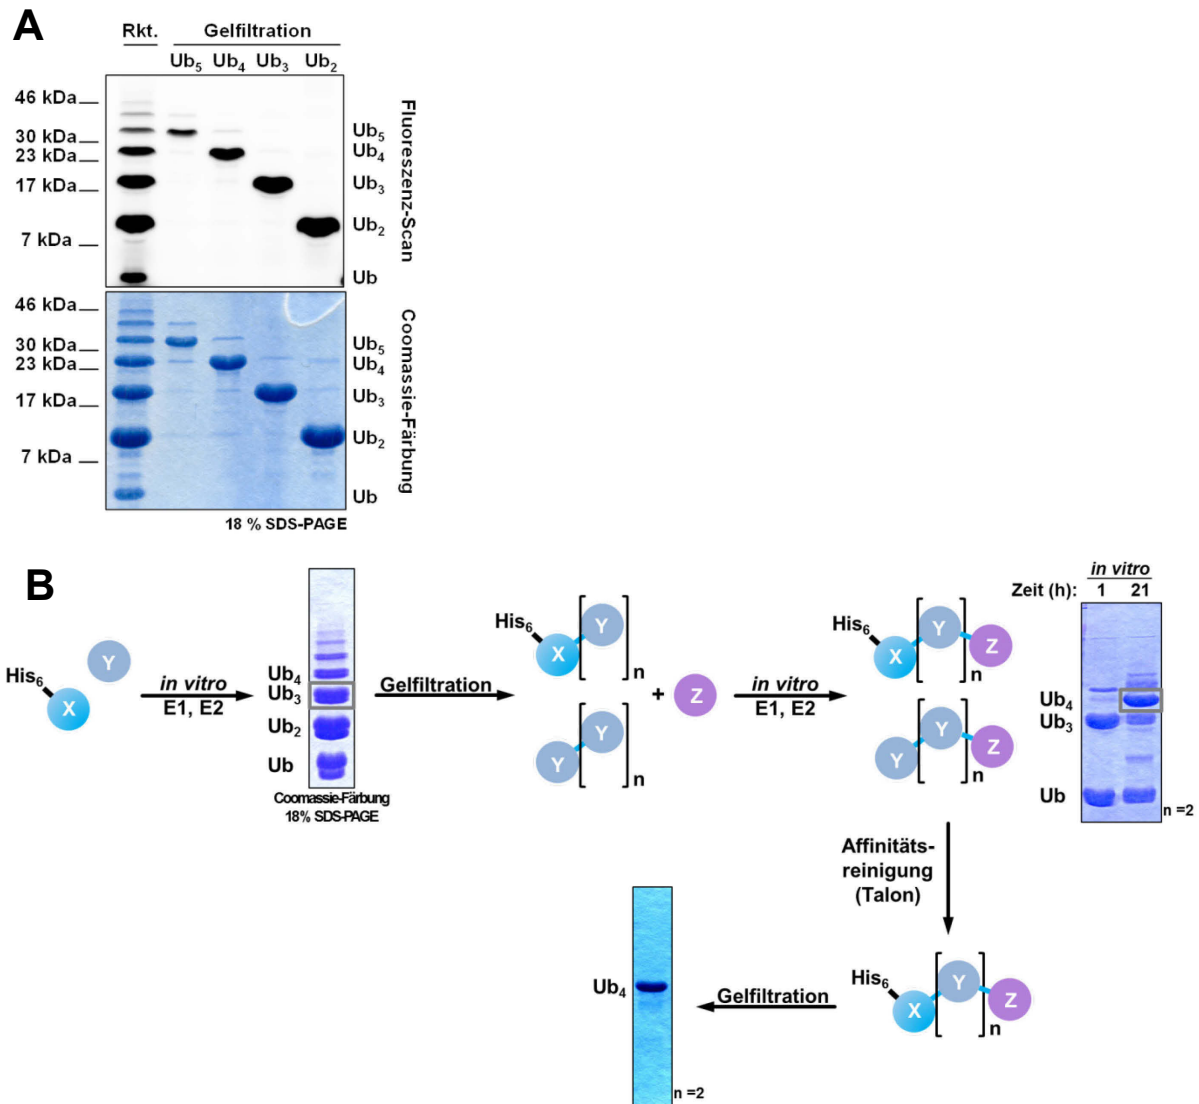 A
Rkt. Gelfiltration
Ub5 Ub4 Ub3 Ub2
46 kDa
30 kDa
23 kDa
17 kDa
7 kDa
Ub5
Ub4
Ub3
Ub2
Ub
Fluoreszenz-Scan
46 kDa
30 kDa
23 kDa
17 kDa
7 kDa
Ub5
Ub4
Ub3
Ub2
Ub
Coomassie-Färbung
18 % SDS-PAGE
B
His6
X
Y
in vitro
E1, E2
Ub4
Ub3
Ub2
Ub
Coomassie-Färbung
18% SDS-PAGE
Gelfiltration
His6
X
Y
n
Y
Y
n
+
Z
in vitro
E1, E2
His6
X
Y
Z
n
Y
Y
Z
n
in vitro
Zeit (h): 1 21
Ub4
Ub3
Ub
n =2
Affinitäts-
reinigung
(Talon)
His6
X
Y
Z
n
Gelfiltration
Ub4
n =2